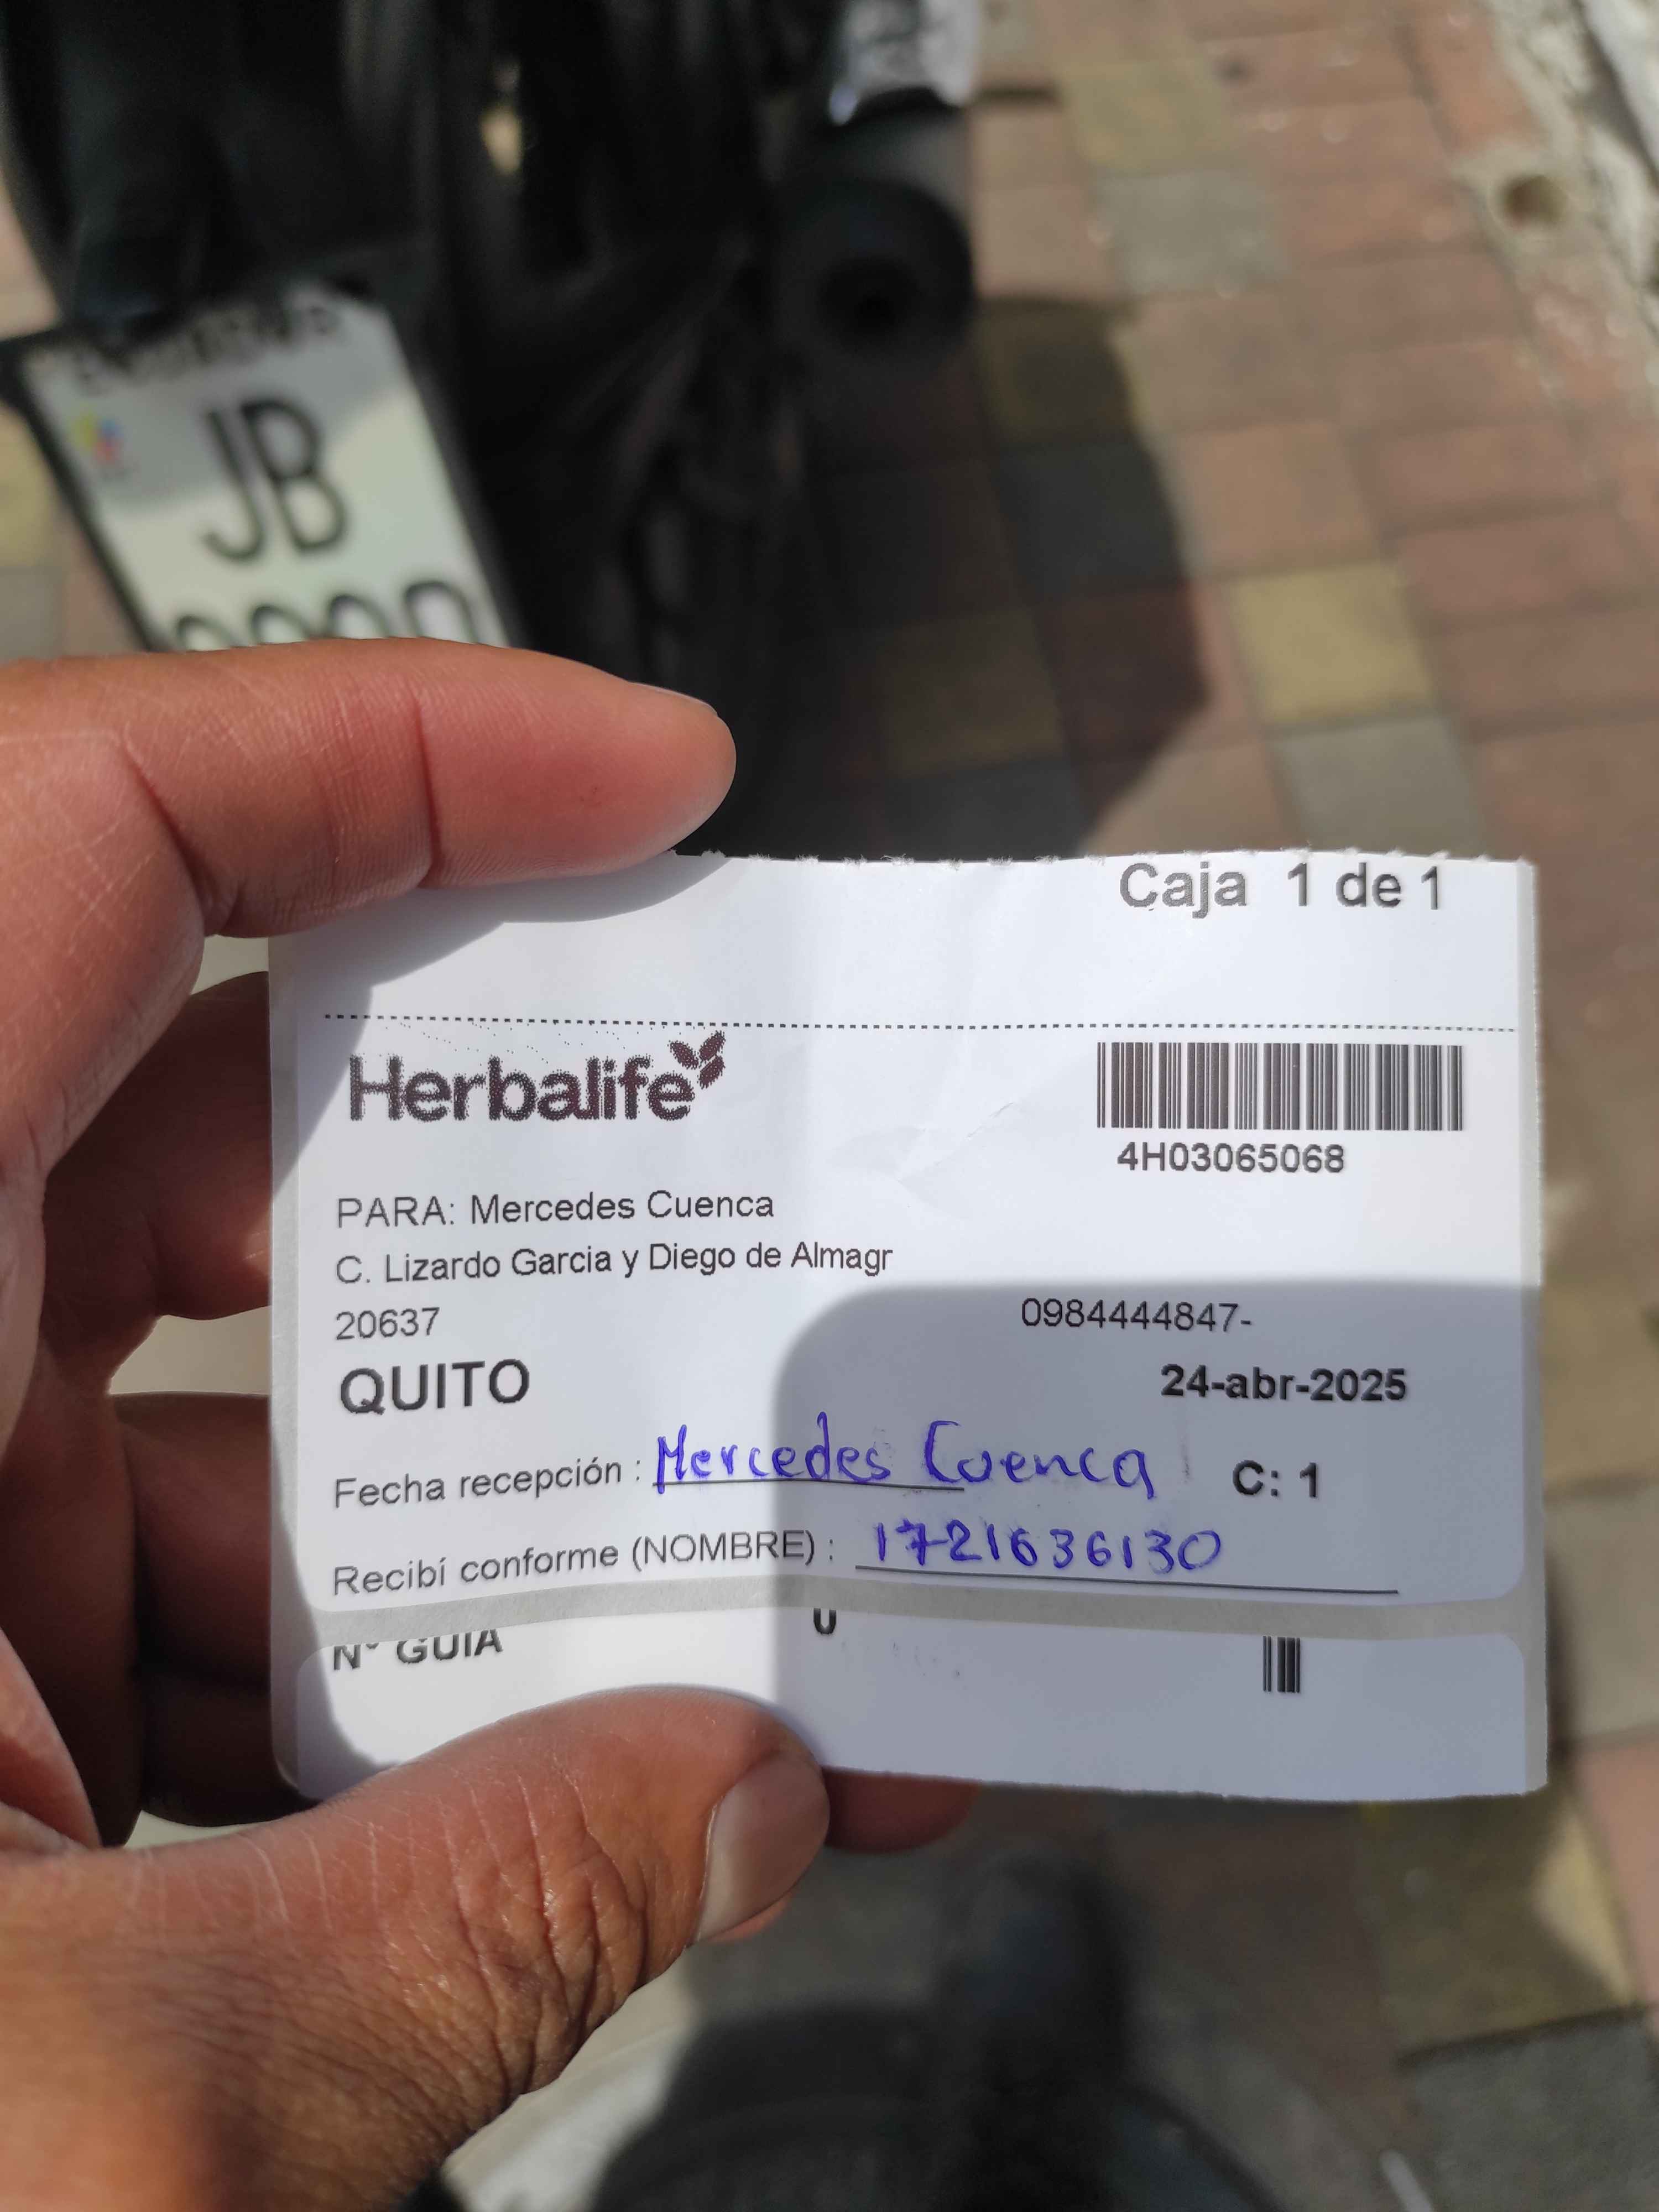 JB
Caja 1 de 1
Herbalife
4H03065068
PARA: Mercedes Cuenca
C. Lizardo Garcia y Diego de Almagr
20637
0984444847-
QUITO
24-abr-2025
Fecha recepción : Mercedes Cuenca C: 1
Recibí conforme (NOMBRE) : 1721636130
N° GUIA